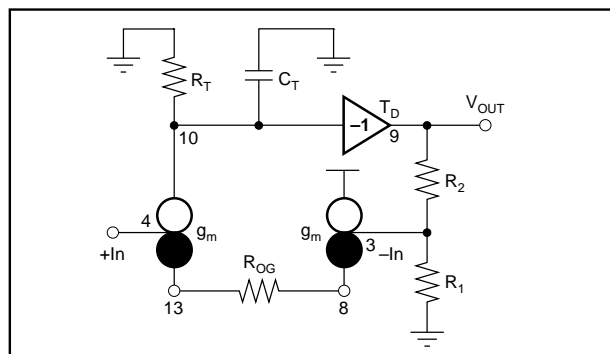 R_T
C_T
T_D
V_OUT
–1
10
9
R_2
4
g_m
g_m
3
+In
–In
R_OG
R_1
13
8